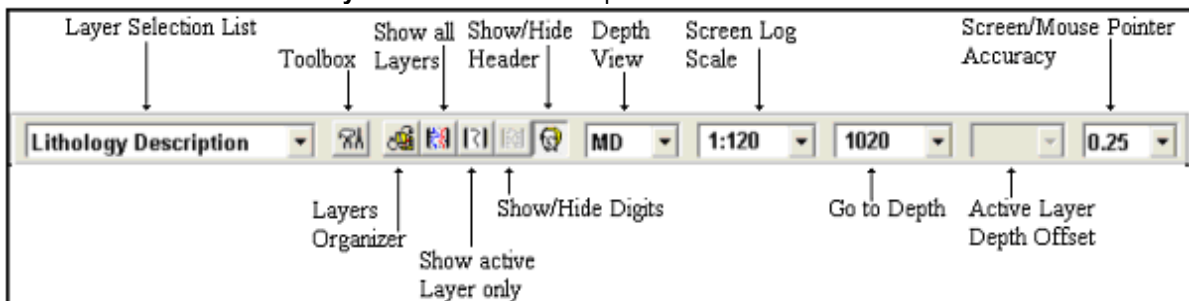 Layer Selection List
Toolbox
Show all
Layers
Show/Hide
Header
Depth
View
Screen Log
Scale
Screen/Mouse Pointer
Accuracy
Lithology Description
MD
1:120
1020
0.25
Layers
Organizer
Show active
Layer only
Show/Hide Digits
Go to Depth
Active Layer
Depth Offset